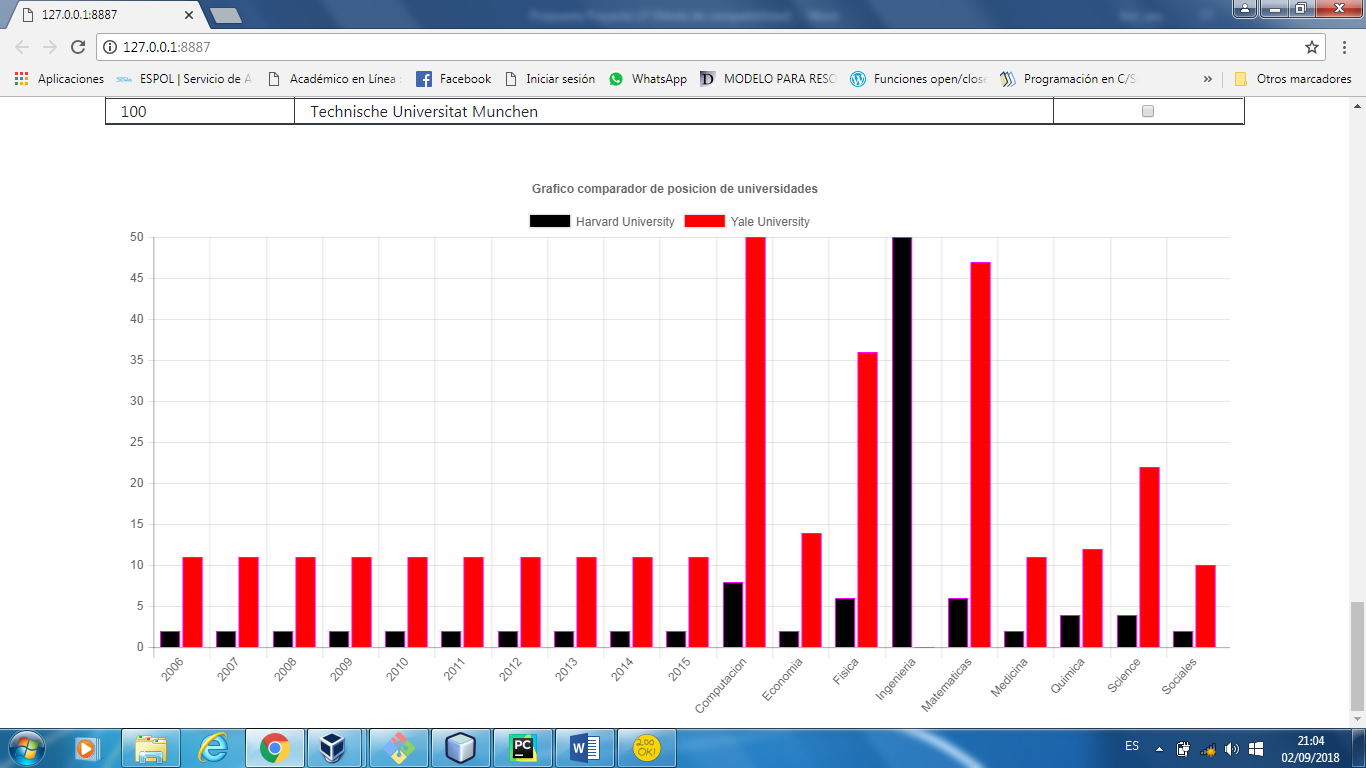 127.0.0.1:8887
127.0.0.1:8887
Aplicaciones ESPOL | Servicio de A Académico en Línea Facebook Iniciar sesión WhatsApp MODELO PARA RESO Funciones open/close Programación en C/S » Otros marcadores
100 Technische Universitat Munchen
Grafico comparador de posicion de universidades
Harvard University Yale University
50
45
40
35
30
25
20
15
10
5
0
2006 2007 2008 2009 2010 2011 2012 2013 2014 2015 Computacion Economia Fisica Ingenieria Matematicas Medicina Quimica Science Sociales
ES 21:04
02/09/2018